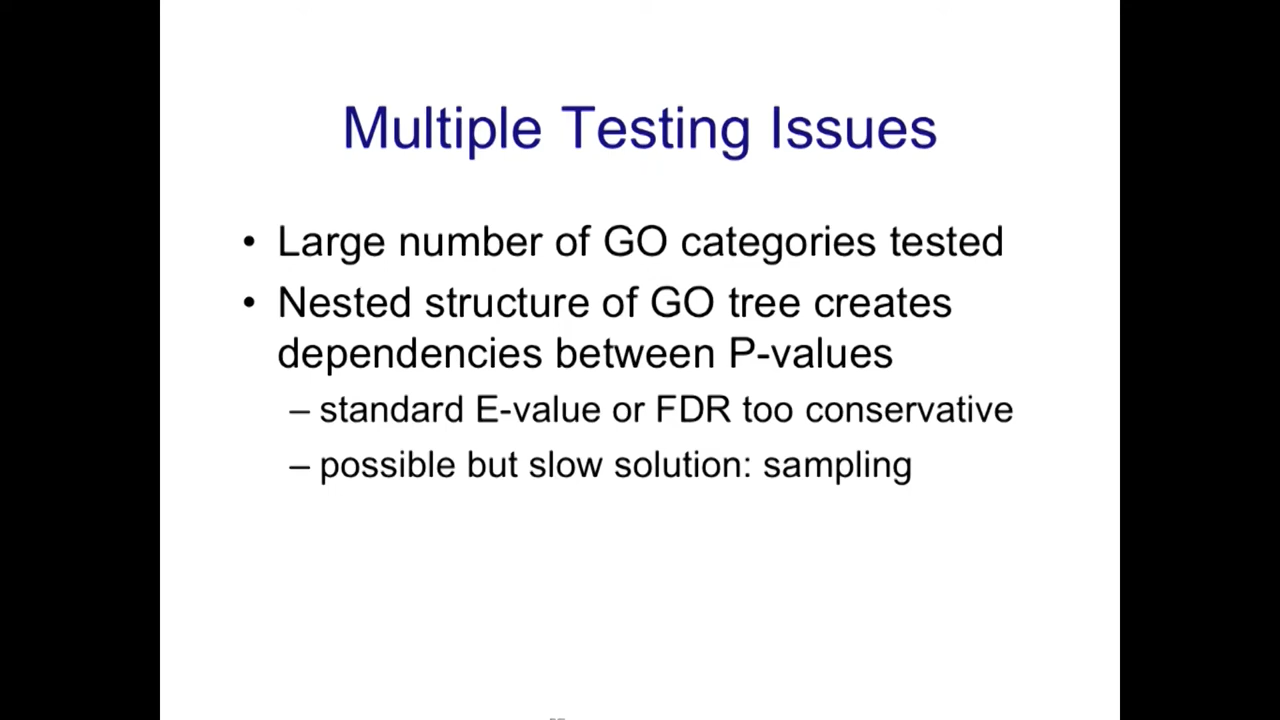 Multiple Testing Issues
• Large number of GO categories tested
• Nested structure of GO tree creates
dependencies between P-values
– standard E-value or FDR too conservative
– possible but slow solution: sampling